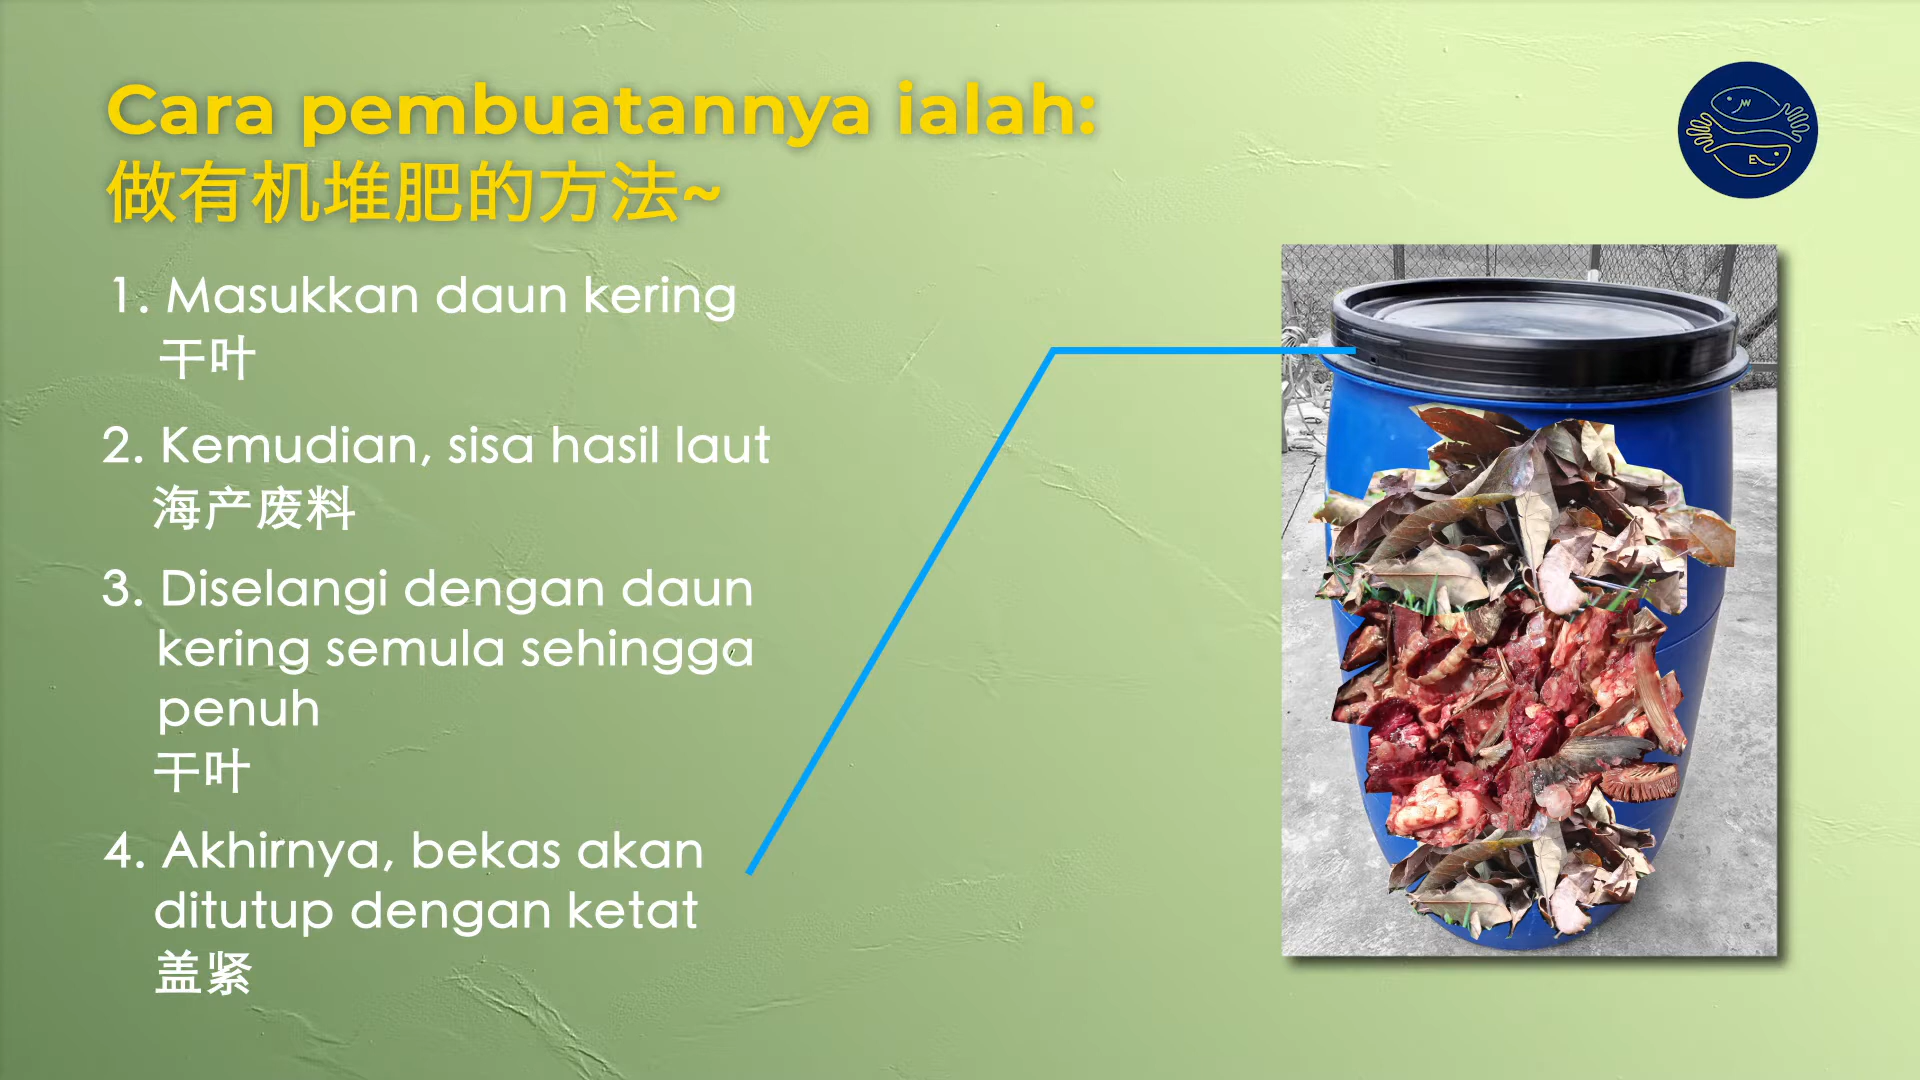 Cara pembuatannya ialah:
做有机堆肥的方法~
1. Masukkan daun kering
干叶
2. Kemudian, sisa hasil laut
海产废料
3. Diselangi dengan daun
kering semula sehingga
penuh
干叶
4. Akhirnya, bekas akan
ditutup dengan ketat
盖紧
W
E